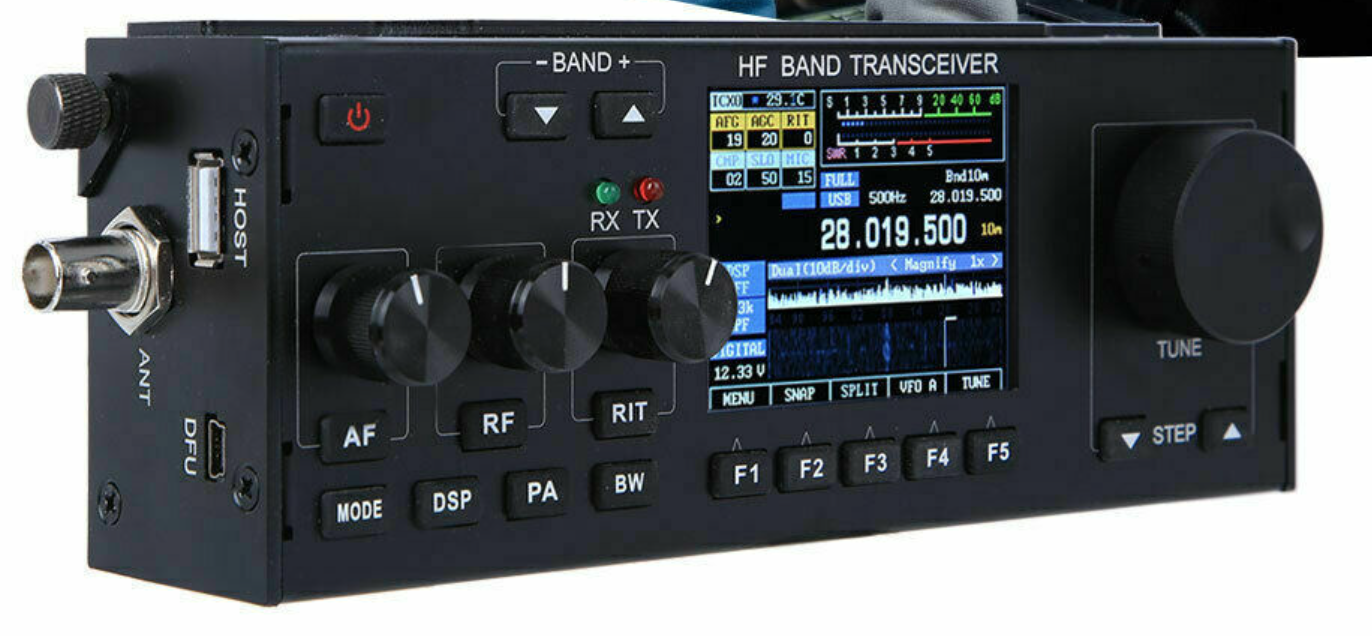 - BAND +
HF BAND TRANSCEIVER
TCXO * 29.1C
S 1 3 5 7 9 20 40 60 dB
AFG AGC RIT
19 20 0
SWR 1 2 3 4 5
CMP SLO MIC
02 50 15
FULL Bnd10m
USB 500Hz 28.019.500
28.019.500 10m
RX TX
HOST
ANT
DFU
Dual(10dB/div) < Magnify 1x >
DIGITAL
12.33 V
MENU SNAP SPLIT VFO A TUNE
TUNE
AF RF RIT
STEP
MODE DSP PA BW
F1 F2 F3 F4 F5